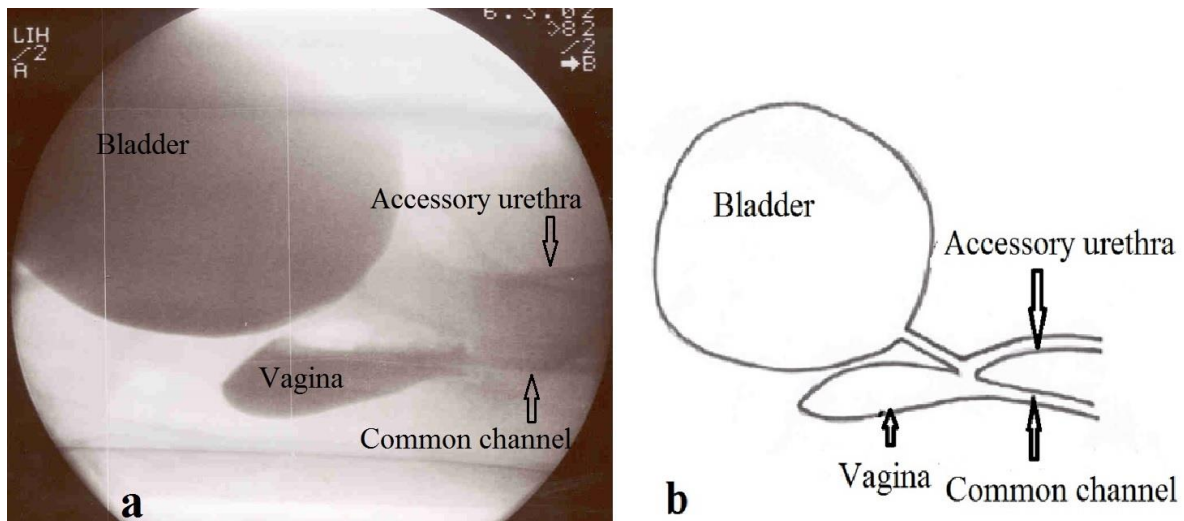 LIH
/2
A
6.3.02
>82
/2
➡B
Bladder
Accessory urethra
Vagina
Common channel
a
Bladder
Accessory urethra
Vagina
Common channel
b